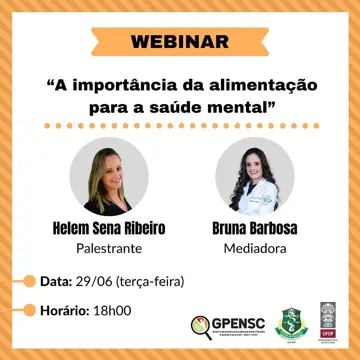 WEBINAR
“A importância da alimentação
para a saúde mental”
Helem Sena Ribeiro
Palestrante
Bruna Barbosa
Mediadora
Data: 29/06 (terça-feira)
Horário: 18h00
GPENSC
UFOP